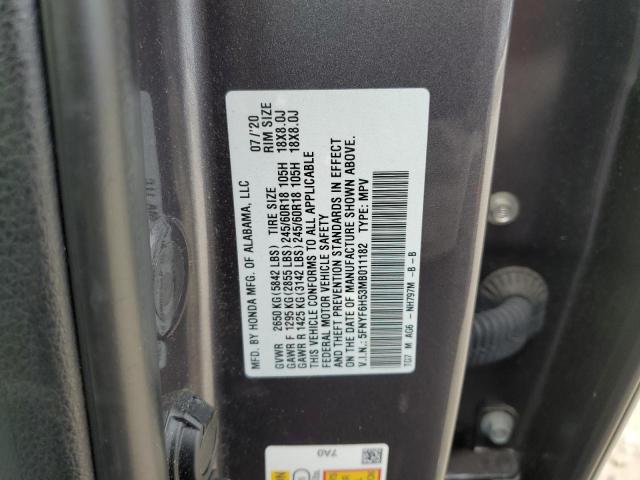 MFD. BY HONDA MFG. OF ALABAMA, LLC 07/'20
GVWR 2650 KG(5842 LBS) TIRE SIZE RIM SIZE
GAWR F 1295 KG(2855 LBS)245/60R18 105H 18X8.0J
GAWR R 1425 KG(3142 LBS)245/60R18 105H 18X8.0J
THIS VEHICLE CONFORMS TO ALL APPLICABLE
FEDERAL MOTOR VEHICLE SAFETY
AND THEFT PREVENTION STANDARDS IN EFFECT
ON THE DATE OF MANUFACTURE SHOWN ABOVE.
V.I.N.: 5FNYF6H53MB011182 TYPE: MPV
TG7 M AG6 - NH797M -B -B
7A0